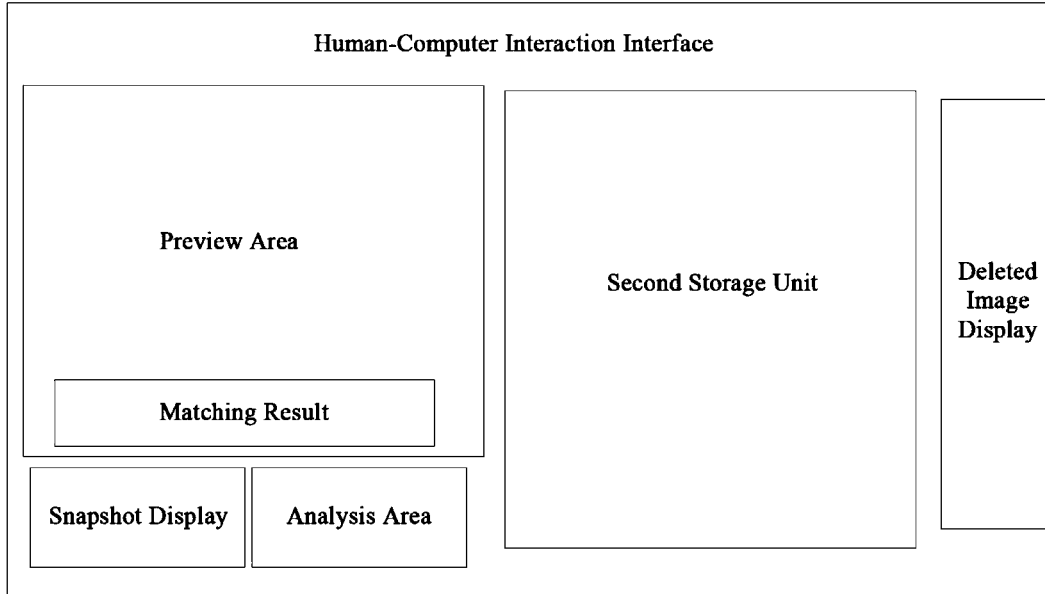 Human-Computer Interaction Interface
Preview Area
Matching Result
Snapshot Display
Analysis Area
Second Storage Unit
Deleted
Image
Display